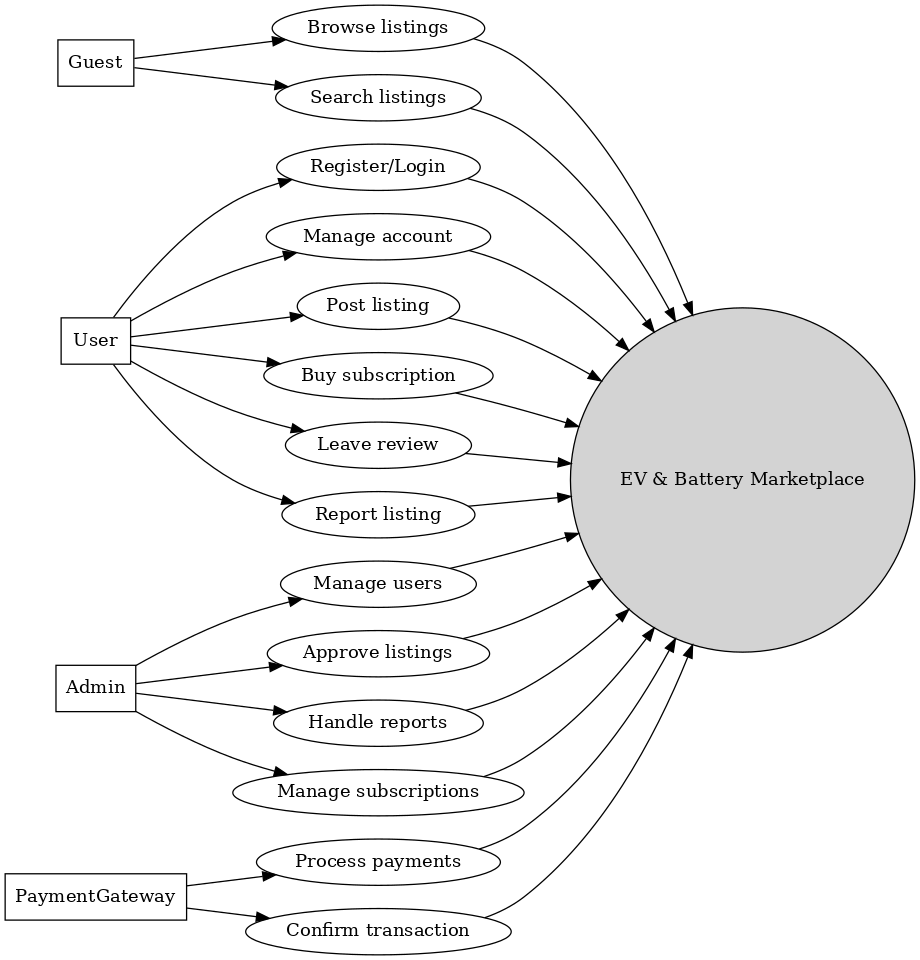 Guest
Browse listings
Search listings
Register/Login
Manage account
Post listing
User
Buy subscription
Leave review
EV & Battery Marketplace
Report listing
Manage users
Approve listings
Admin
Handle reports
Manage subscriptions
Process payments
PaymentGateway
Confirm transaction